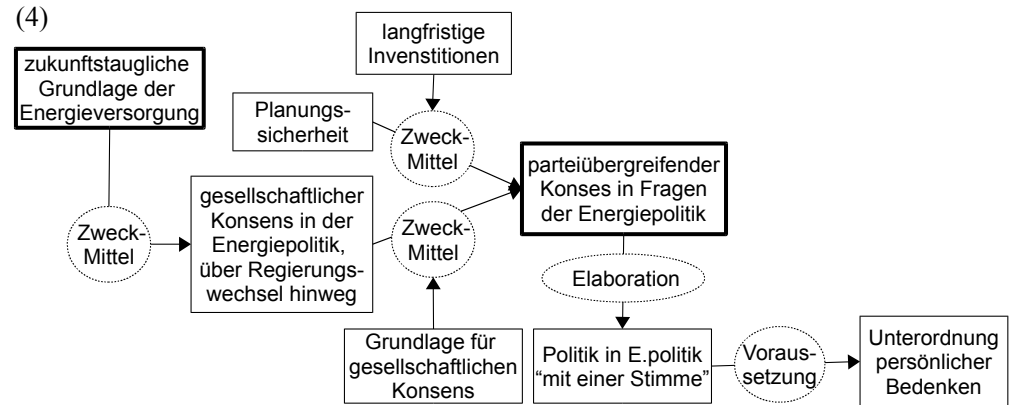 (4)
langfristige
Invenstitionen
zukunftstaugliche
Grundlage der
Energieversorgung
Planungs-
sicherheit
Zweck-
Mittel
parteiübergreifender
Konses in Fragen
der Energiepolitik
gesellschaftlicher
Konsens in der
Energiepolitik,
über Regierungs-
wechsel hinweg
Zweck-
Mittel
Zweck-
Mittel
Elaboration
Grundlage für
gesellschaftlichen
Konsens
Politik in E.politik
“mit einer Stimme”
Voraus-
setzung
Unterordnung
persönlicher
Bedenken